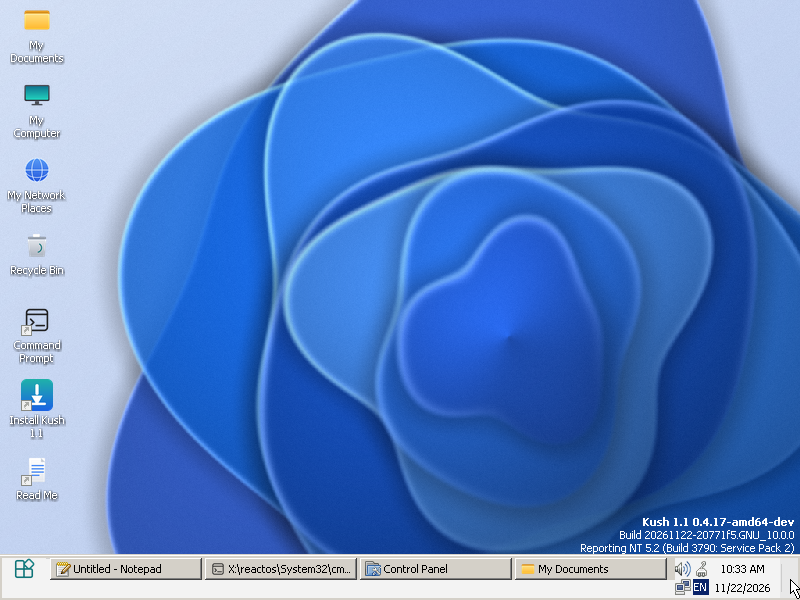 My
Documents
My
Computer
My Network
Places
Recycle Bin
Command
Prompt
Install Kush
1.1
Read Me
Kush 1.1 0.4.17-amd64-dev
Build 20261122-20771f5.GNU_10.0.0
Reporting NT 5.2 (Build 3790: Service Pack 2)
Untitled - Notepad
X:\reactos\System32\cm...
Control Panel
My Documents
10:33 AM
EN
11/22/2026